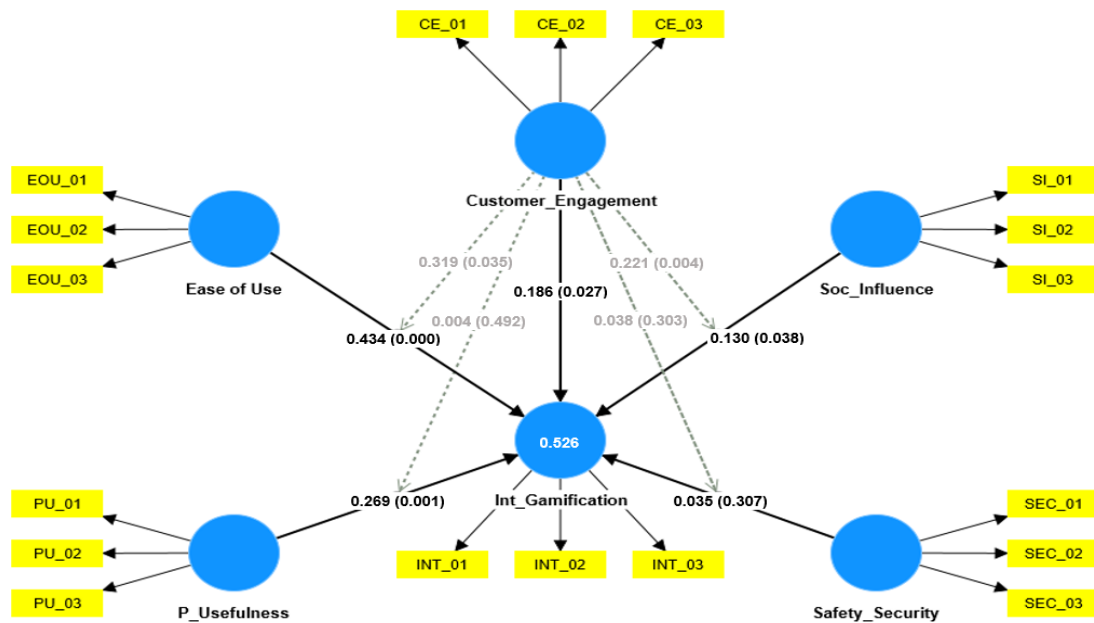 CE_01
CE_02
CE_03
Customer_Engagement
EOU_01
EOU_02
EOU_03
Ease of Use
SI_01
SI_02
SI_03
Soc_Influence
0.319 (0.035)
0.221 (0.004)
0.186 (0.027)
0.004 (0.492)
0.038 (0.303)
0.434 (0.000)
0.130 (0.038)
0.526
Int_Gamification
0.269 (0.001)
0.035 (0.307)
PU_01
PU_02
PU_03
P_Usefulness
INT_01
INT_02
INT_03
SEC_01
SEC_02
SEC_03
Safety_Security